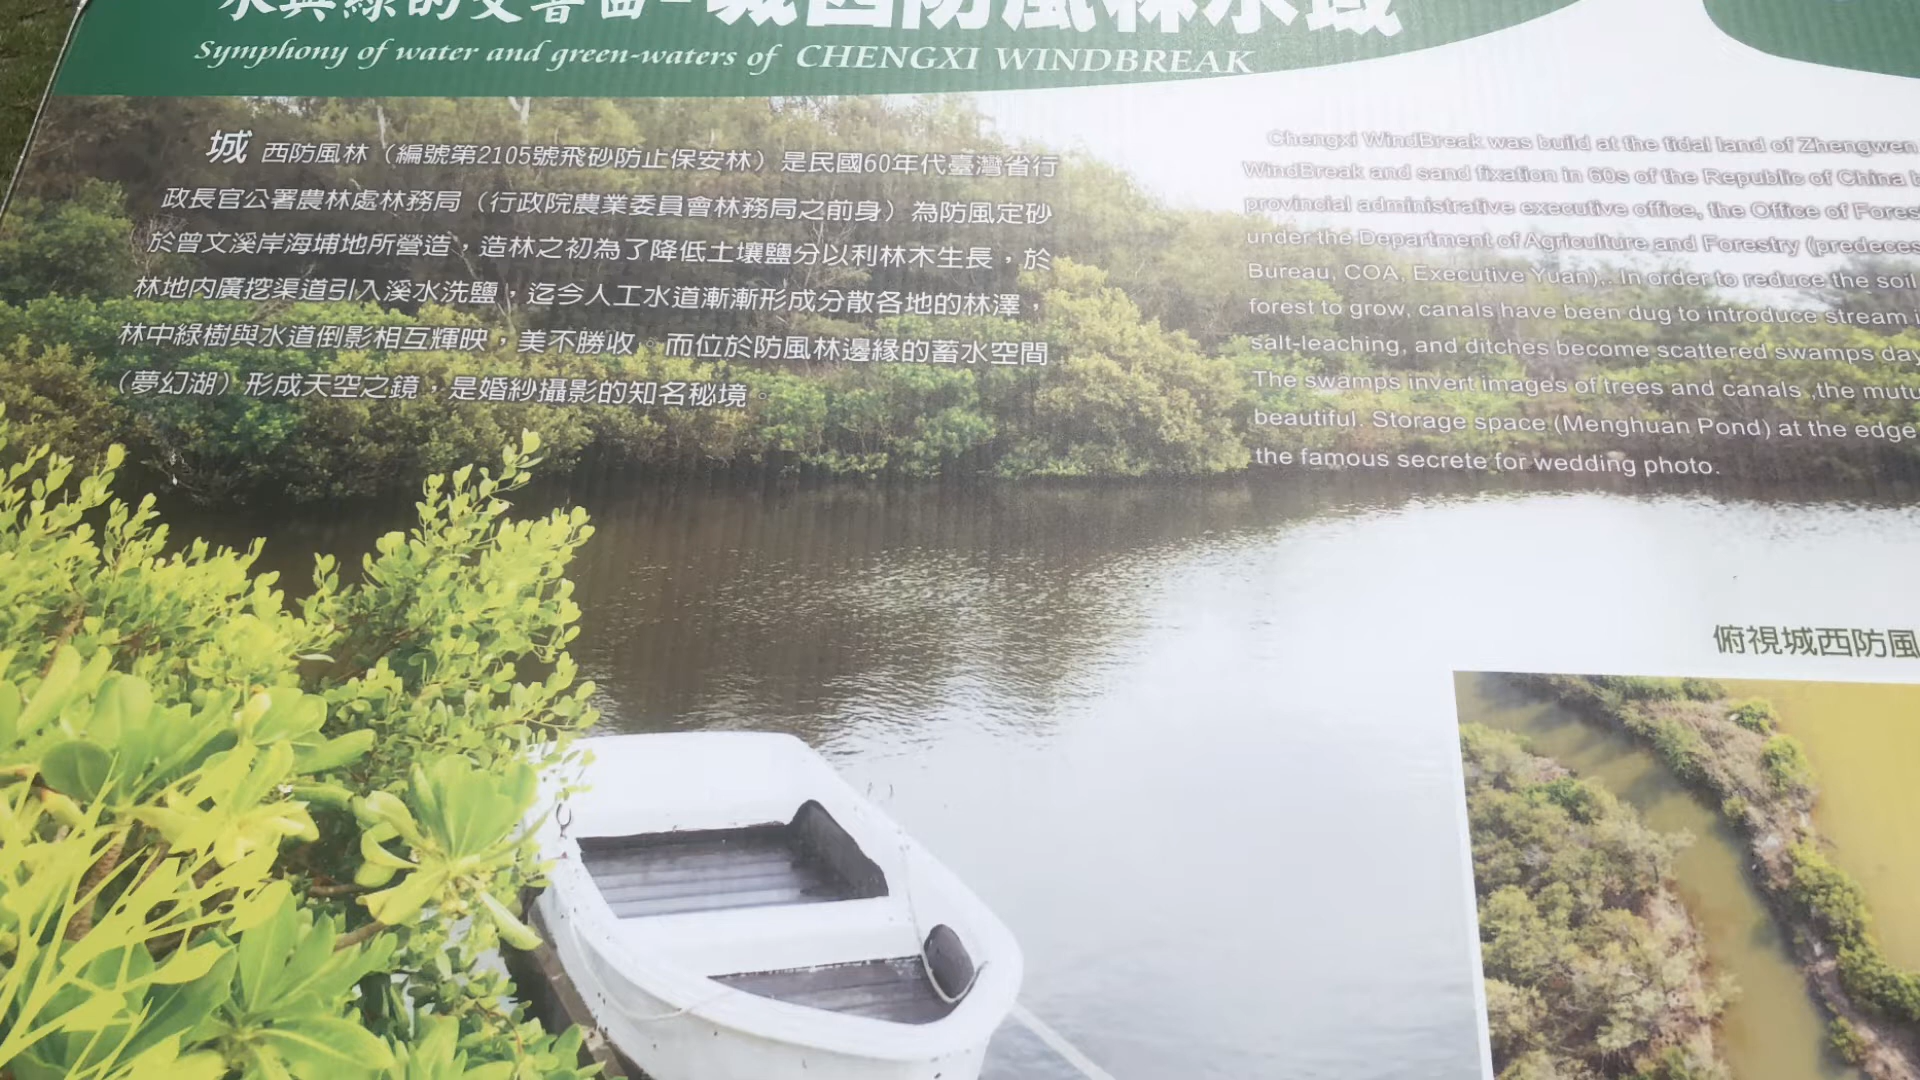 水與綠的交響曲-城西防風林水域
Symphony of water and green-waters of CHENGXI WINDBREAK
城西防風林（編號第2105號飛砂防止保安林）是民國60年代臺灣省行
政長官公署農林處林務局（行政院農業委員會林務局之前身）為防風定砂
於曾文溪岸海埔地所營造，造林之初為了降低土壤鹽分以利林木生長，於
林地內廣挖渠道引入溪水洗鹽，迄今人工水道漸漸形成分散各地的林澤，
林中綠樹與水道倒影相互輝映，美不勝收。而位於防風林邊緣的蓄水空間
（夢幻湖）形成天空之鏡，是婚紗攝影的知名秘境。
Chengxi WindBreak was build at the tidal land of Zhengwen
WindBreak and sand fixation in 60s of the Republic of China
provincial administrative executive office, the Office of
under the Department of Agriculture and Forestry
Bureau, COA, Executive Yuan),. In order to reduce the soil
forest to grow, canals have been dug to introduce stream
salt-leaching, and ditches become scattered swamps
The swamps invert images of trees and canals ,the
beautiful. Storage space (Menghuan Pond) at the edge
the famous secrete for wedding photo.
俯視城西防風